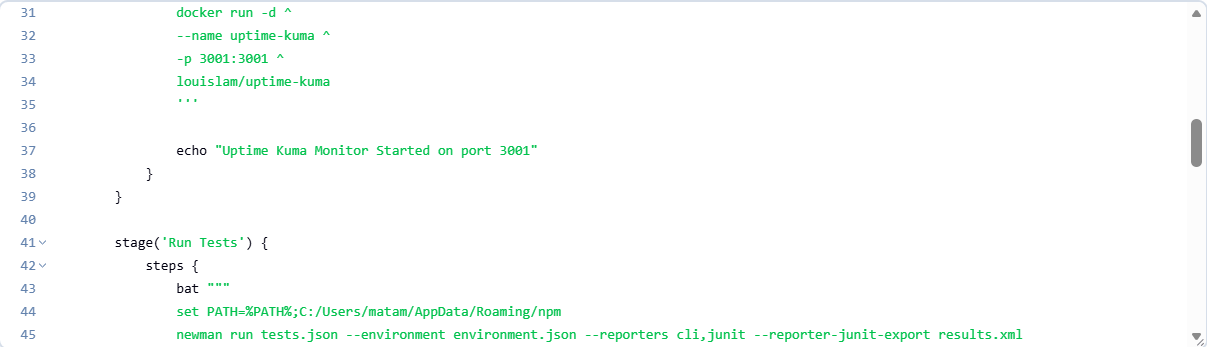 31 docker run -d ^
32 --name uptime-kuma ^
33 -p 3001:3001 ^
34 louislam/uptime-kuma
35 '''
36
37 echo "Uptime Kuma Monitor Started on port 3001"
38 }
39 }
40
41 stage('Run Tests') {
42 steps {
43 bat """
44 set PATH=%PATH%;C:/Users/matam/AppData/Roaming/npm
45 newman run tests.json --environment environment.json --reporters cli,junit --reporter-junit-export results.xml